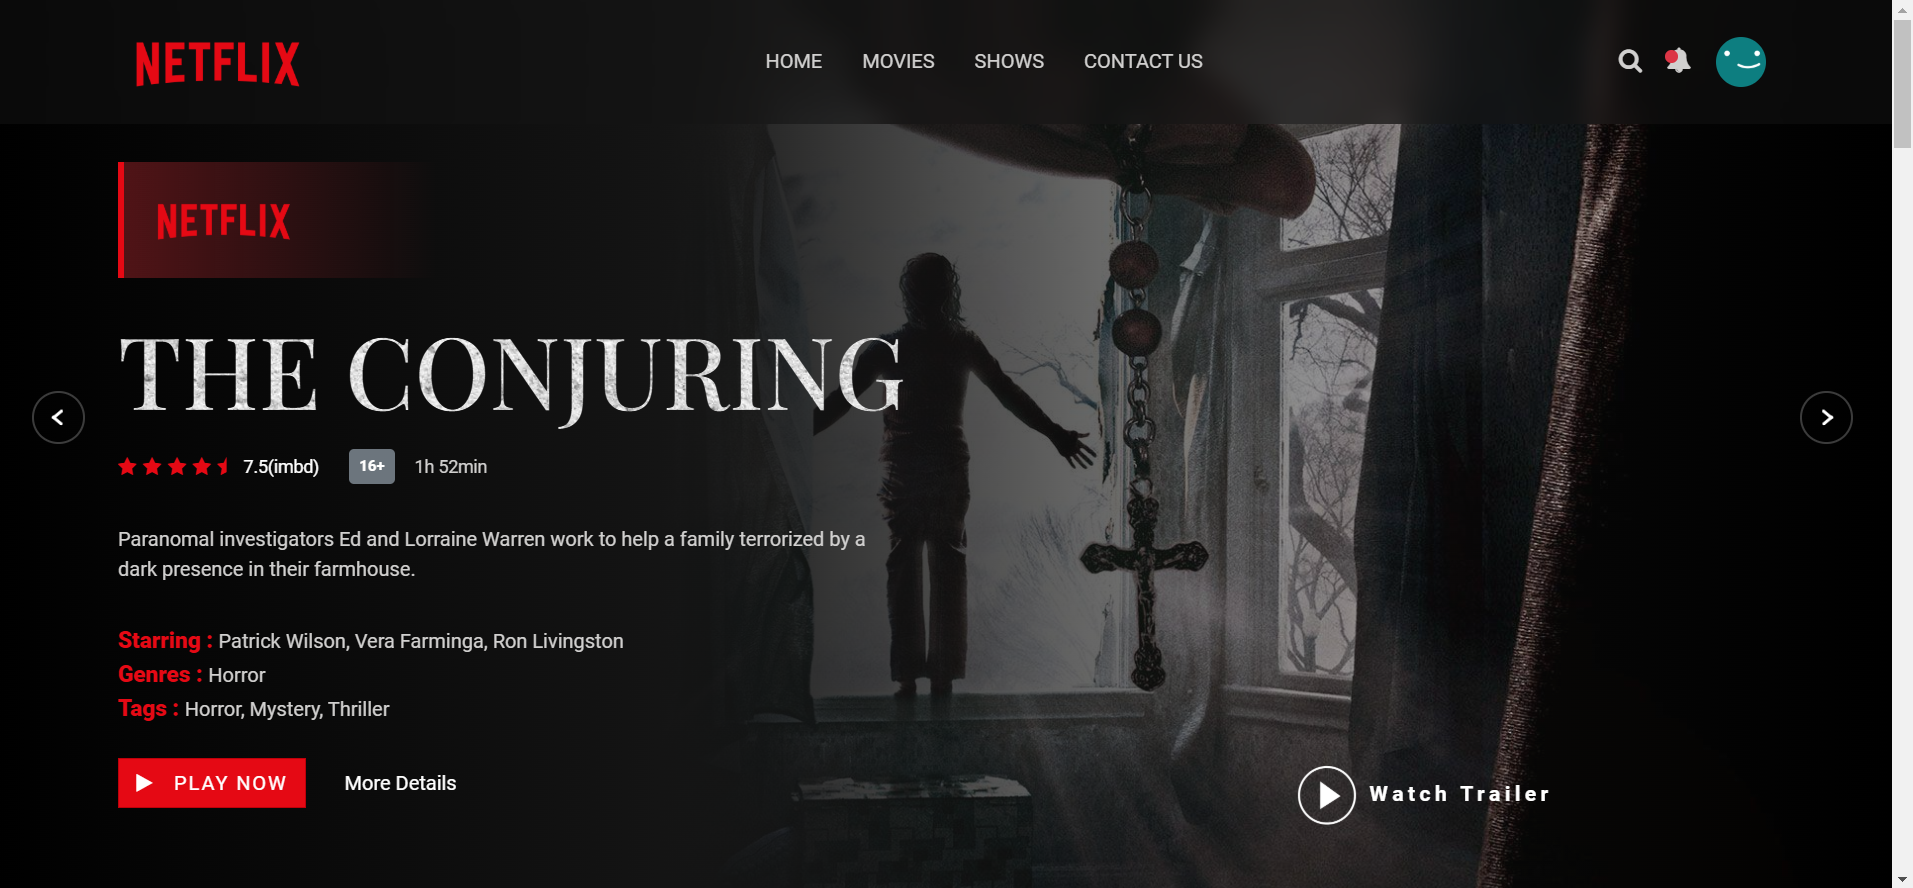 NETFLIX
HOME MOVIES SHOWS CONTACT US
NETFLIX
THE CONJURING
7.5(imbd) 16+ 1h 52min
Paranomal investigators Ed and Lorraine Warren work to help a family terrorized by a
dark presence in their farmhouse.
Starring : Patrick Wilson, Vera Farminga, Ron Livingston
Genres : Horror
Tags : Horror, Mystery, Thriller
PLAY NOW More Details
Watch Trailer